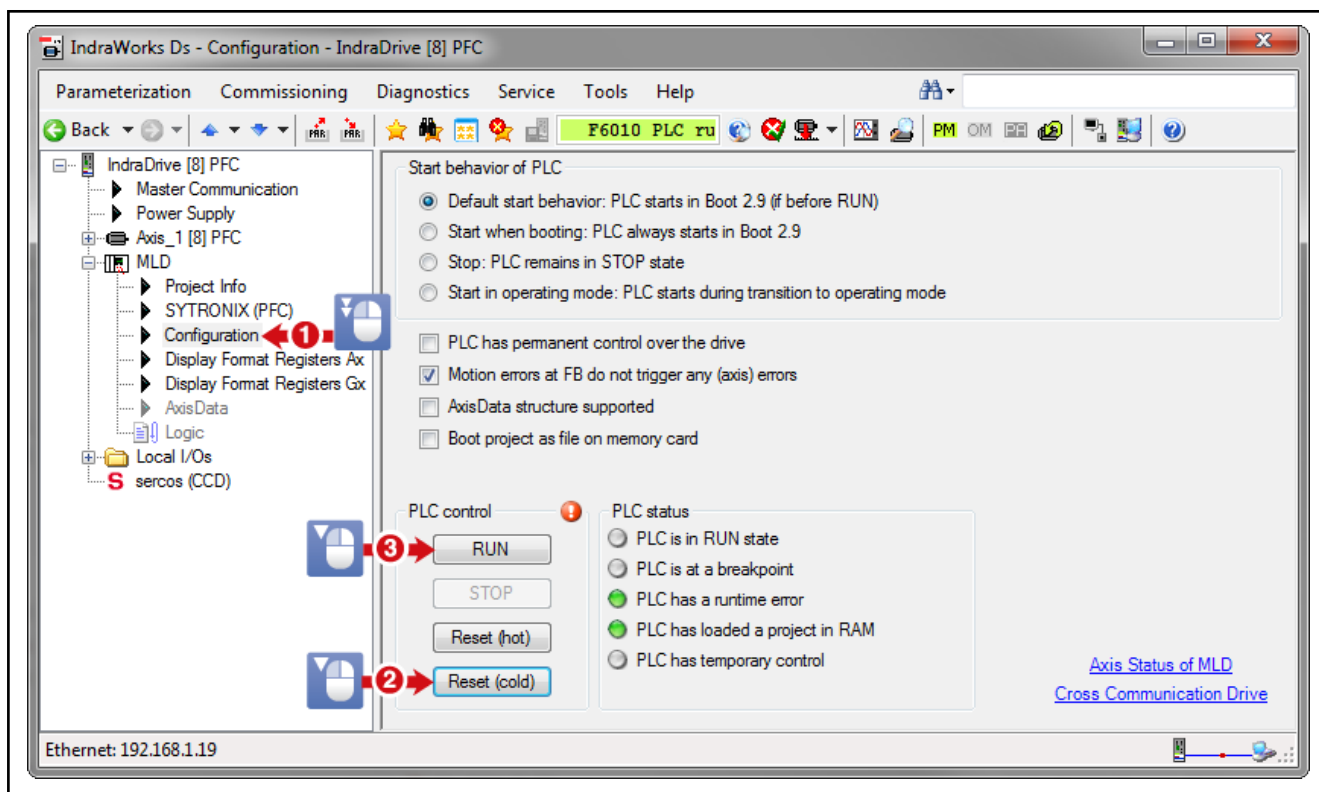 IndraWorks Ds - Configuration - IndraDrive [8] PFC
Parameterization Commissioning Diagnostics Service Tools Help
Back PAR PAR F6010 PLC ru PM OM
IndraDrive [8] PFC
Master Communication
Power Supply
Axis_1 [8] PFC
MLD
Project Info
SYTRONIX (PFC)
Configuration 1
Display Format Registers Ax
Display Format Registers Gx
AxisData
Logic
Local I/Os
S sercos (CCD)
Start behavior of PLC
Default start behavior: PLC starts in Boot 2.9 (if before RUN)
Start when booting: PLC always starts in Boot 2.9
Stop: PLC remains in STOP state
Start in operating mode: PLC starts during transition to operating mode
PLC has permanent control over the drive
Motion errors at FB do not trigger any (axis) errors
AxisData structure supported
Boot project as file on memory card
PLC control
3 RUN
STOP
Reset (hot)
2 Reset (cold)
PLC status
PLC is in RUN state
PLC is at a breakpoint
PLC has a runtime error
PLC has loaded a project in RAM
PLC has temporary control
Axis Status of MLD
Cross Communication Drive
Ethernet: 192.168.1.19